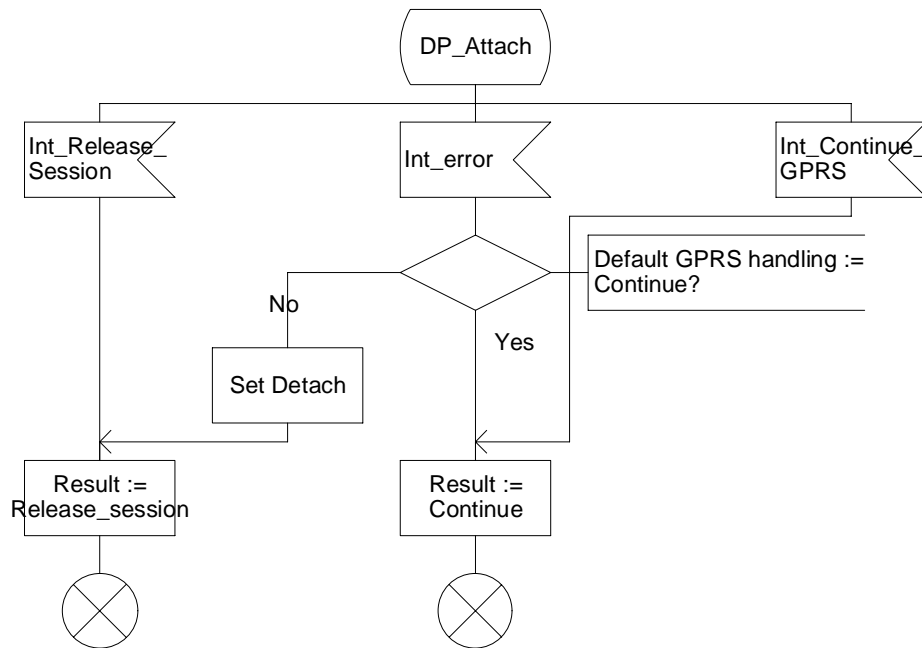 DP_Attach
Int_Release_
Session
Int_error
Int_Continue_
GPRS
Default GPRS handling :=
Continue?
No
Yes
Set Detach
Result :=
Release_session
Result :=
Continue